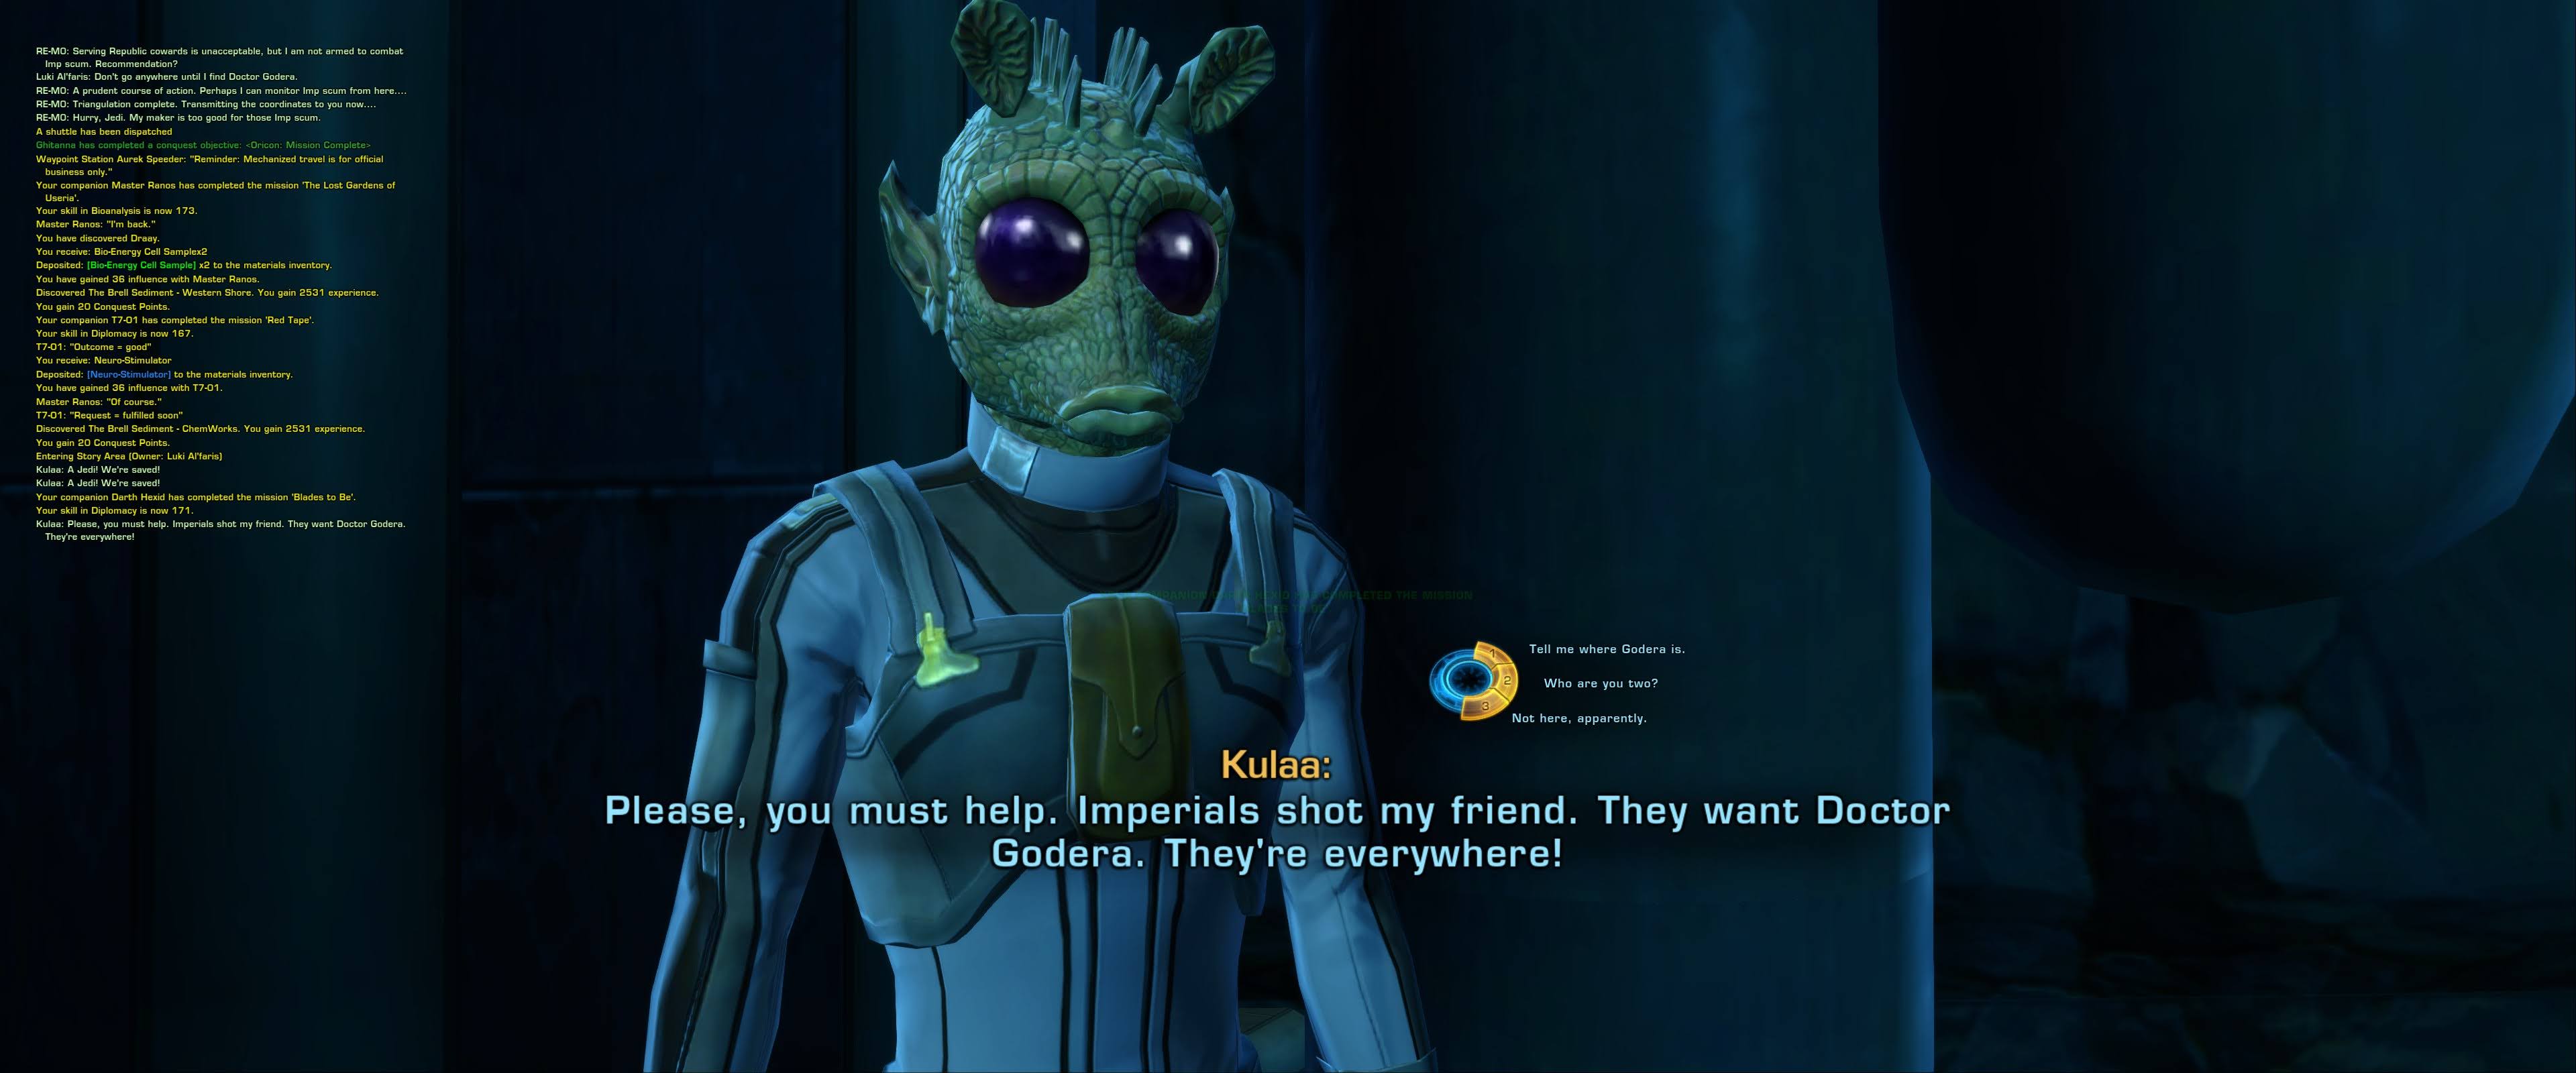 RE-M0: Serving Republic cowards is unacceptable, but I am not armed to combat
Imp scum. Recommendation?
Luki Al'faris: Don't go anywhere until I find Doctor Godera.
RE-M0: A prudent course of action. Perhaps I can monitor Imp scum from here....
RE-M0: Triangulation complete. Transmitting the coordinates to you now....
RE-M0: Hurry, Jedi. My maker is too good for those Imp scum.
A shuttle has been dispatched
Ghitanna has completed a conquest objective: <Oricon: Mission Complete>
Waypoint Station Aurek Speeder: "Reminder: Mechanized travel is for official
business only."
Your companion Master Ranos has completed the mission 'The Lost Gardens of
Useria'.
Your skill in Bioanalysis is now 173.
Master Ranos: "I'm back."
You have discovered Draay.
You receive: Bio-Energy Cell Samplex2
Deposited: [Bio-Energy Cell Sample] x2 to the materials inventory.
You have gained 36 influence with Master Ranos.
Discovered The Brell Sediment - Western Shore. You gain 2531 experience.
You gain 20 Conquest Points.
Your companion T7-O1 has completed the mission 'Red Tape'.
Your skill in Diplomacy is now 167.
T7-O1: "Outcome = good"
You receive: Neuro-Stimulator
Deposited: [Neuro-Stimulator] to the materials inventory.
You have gained 36 influence with T7-O1.
Master Ranos: "Of course."
T7-O1: "Request = fulfilled soon"
Discovered The Brell Sediment - ChemWorks. You gain 2531 experience.
You gain 20 Conquest Points.
Entering Story Area (Owner: Luki Al'faris)
Kulaa: A Jedi! We're saved!
Kulaa: A Jedi! We're saved!
Your companion Darth Hexid has completed the mission 'Blades to Be'.
Your skill in Diplomacy is now 171.
Kulaa: Please, you must help. Imperials shot my friend. They want Doctor Godera.
They're everywhere!
COMPLETED THE MISSION
1 Tell me where Godera is.
2 Who are you two?
3 Not here, apparently.
Kulaa:
Please, you must help. Imperials shot my friend. They want Doctor
Godera. They're everywhere!